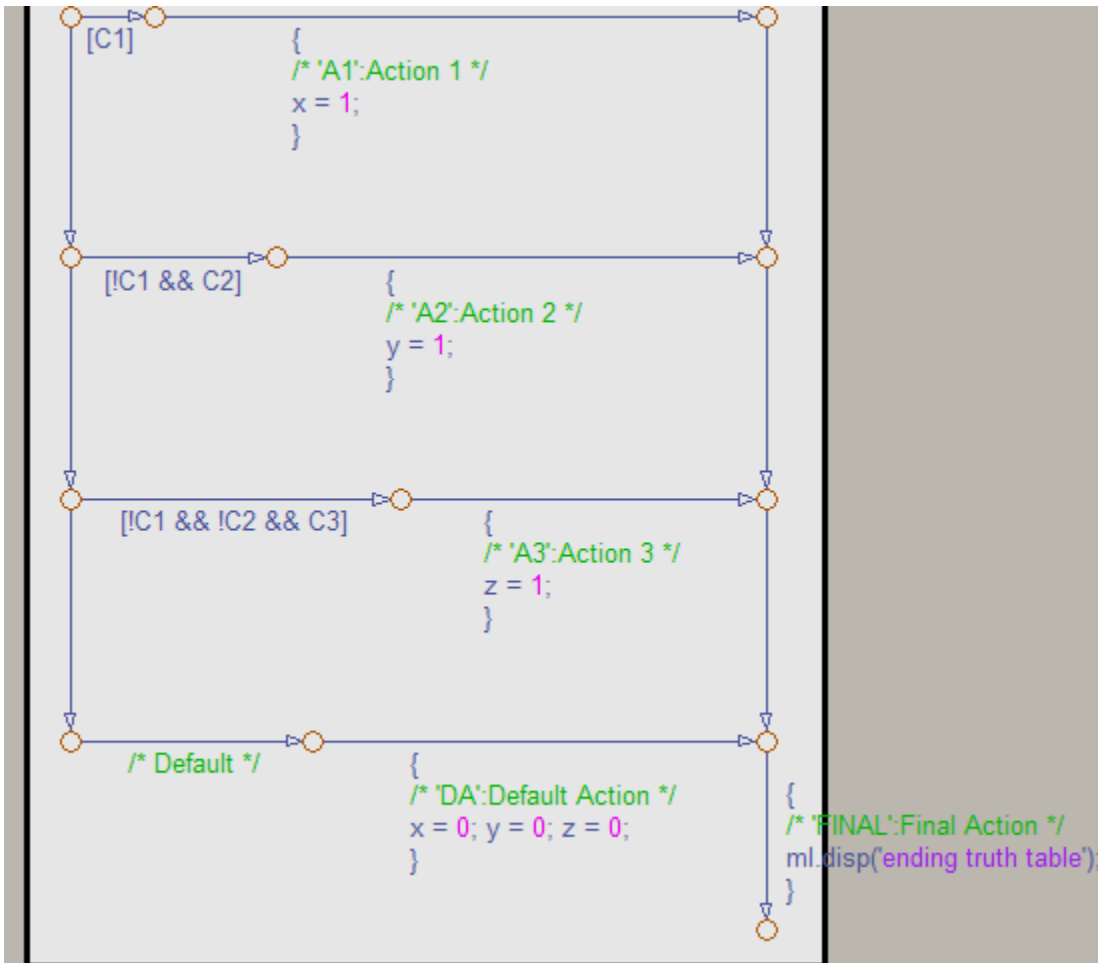 [C1]
{
/* 'A1':Action 1 */
x = 1;
}
[!C1 && C2]
{
/* 'A2':Action 2 */
y = 1;
}
[!C1 && !C2 && C3]
{
/* 'A3':Action 3 */
z = 1;
}
/* Default */
{
/* 'DA':Default Action */
x = 0; y = 0; z = 0;
}
{
/* 'FINAL':Final Action */
ml.disp('ending truth table');
}